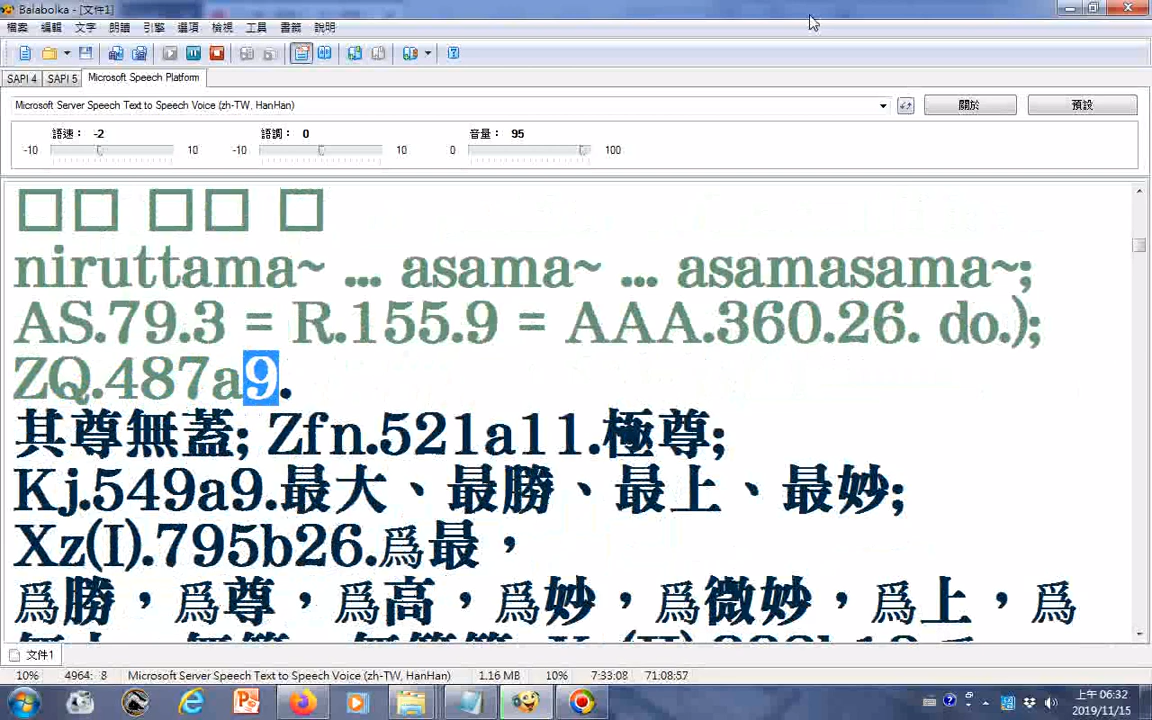 Balabolka - [文件1]
檔案 編輯 文字 朗讀 引擎 選項 檢視 工具 書籤 說明
SAPI 4 SAPI 5 Microsoft Speech Platform
Microsoft Server Speech Text to Speech Voice (zh-TW, HanHan) 關於 預設
語速： -2 語調： 0 音量： 95
-10 10 -10 10 0 100
□□ □□ □
niruttama~ ... asama~ ... asamasama~;
AS.79.3 = R.155.9 = AAA.360.26. do.);
ZQ.487a9.
其尊無蓋; Zfn.521a11.極尊;
Kj.549a9.最大、最勝、最上、最妙;
Xz(I).795b26.爲最，
爲勝，爲尊，爲高，爲妙，爲微妙，爲上，爲
文件1
10% 4964: 8 Microsoft Server Speech Text to Speech Voice (zh-TW, HanHan) 1.16 MB 10% 7:33:08 71:08:57
上午 06:32
2019/11/15